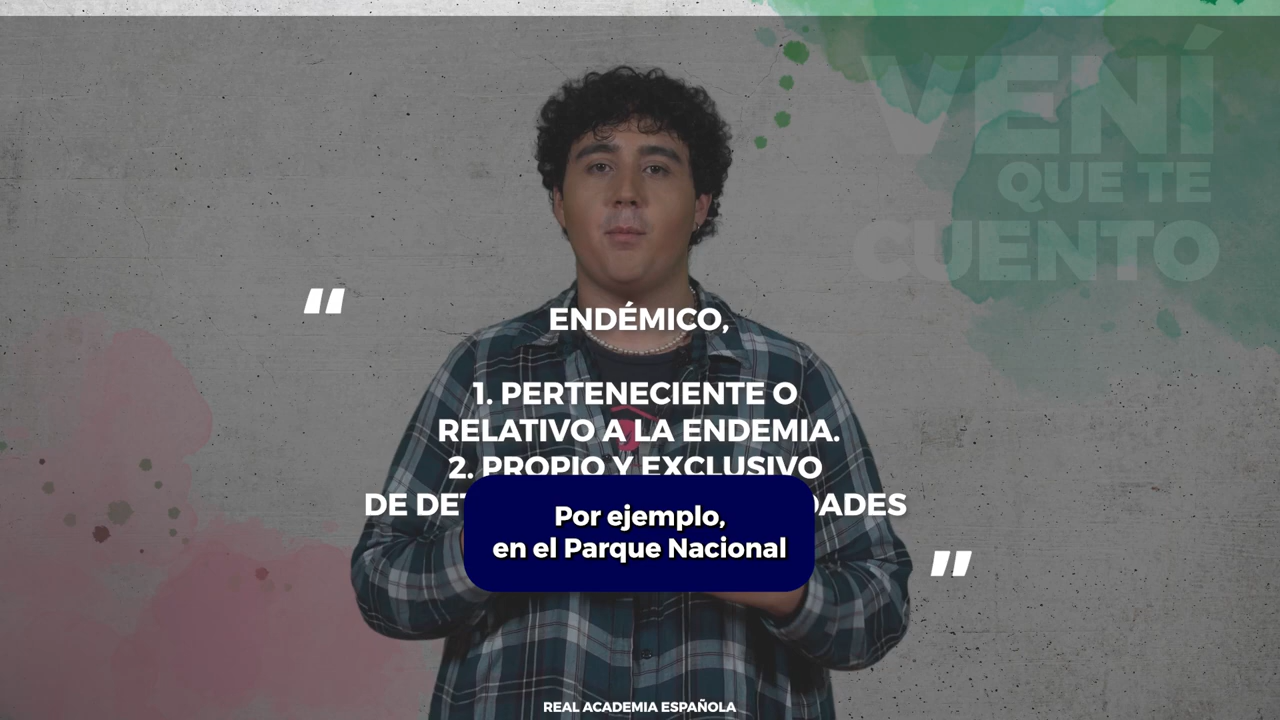 VENÍ
QUE TE
CUENTO
"
ENDÉMICO,
1. PERTENECIENTE O
RELATIVO A LA ENDEMIA.
2. PROPIO Y EXCLUSIVO
DE
Por ejemplo,
en el Parque Nacional
"
REAL ACADEMIA ESPAÑOLA